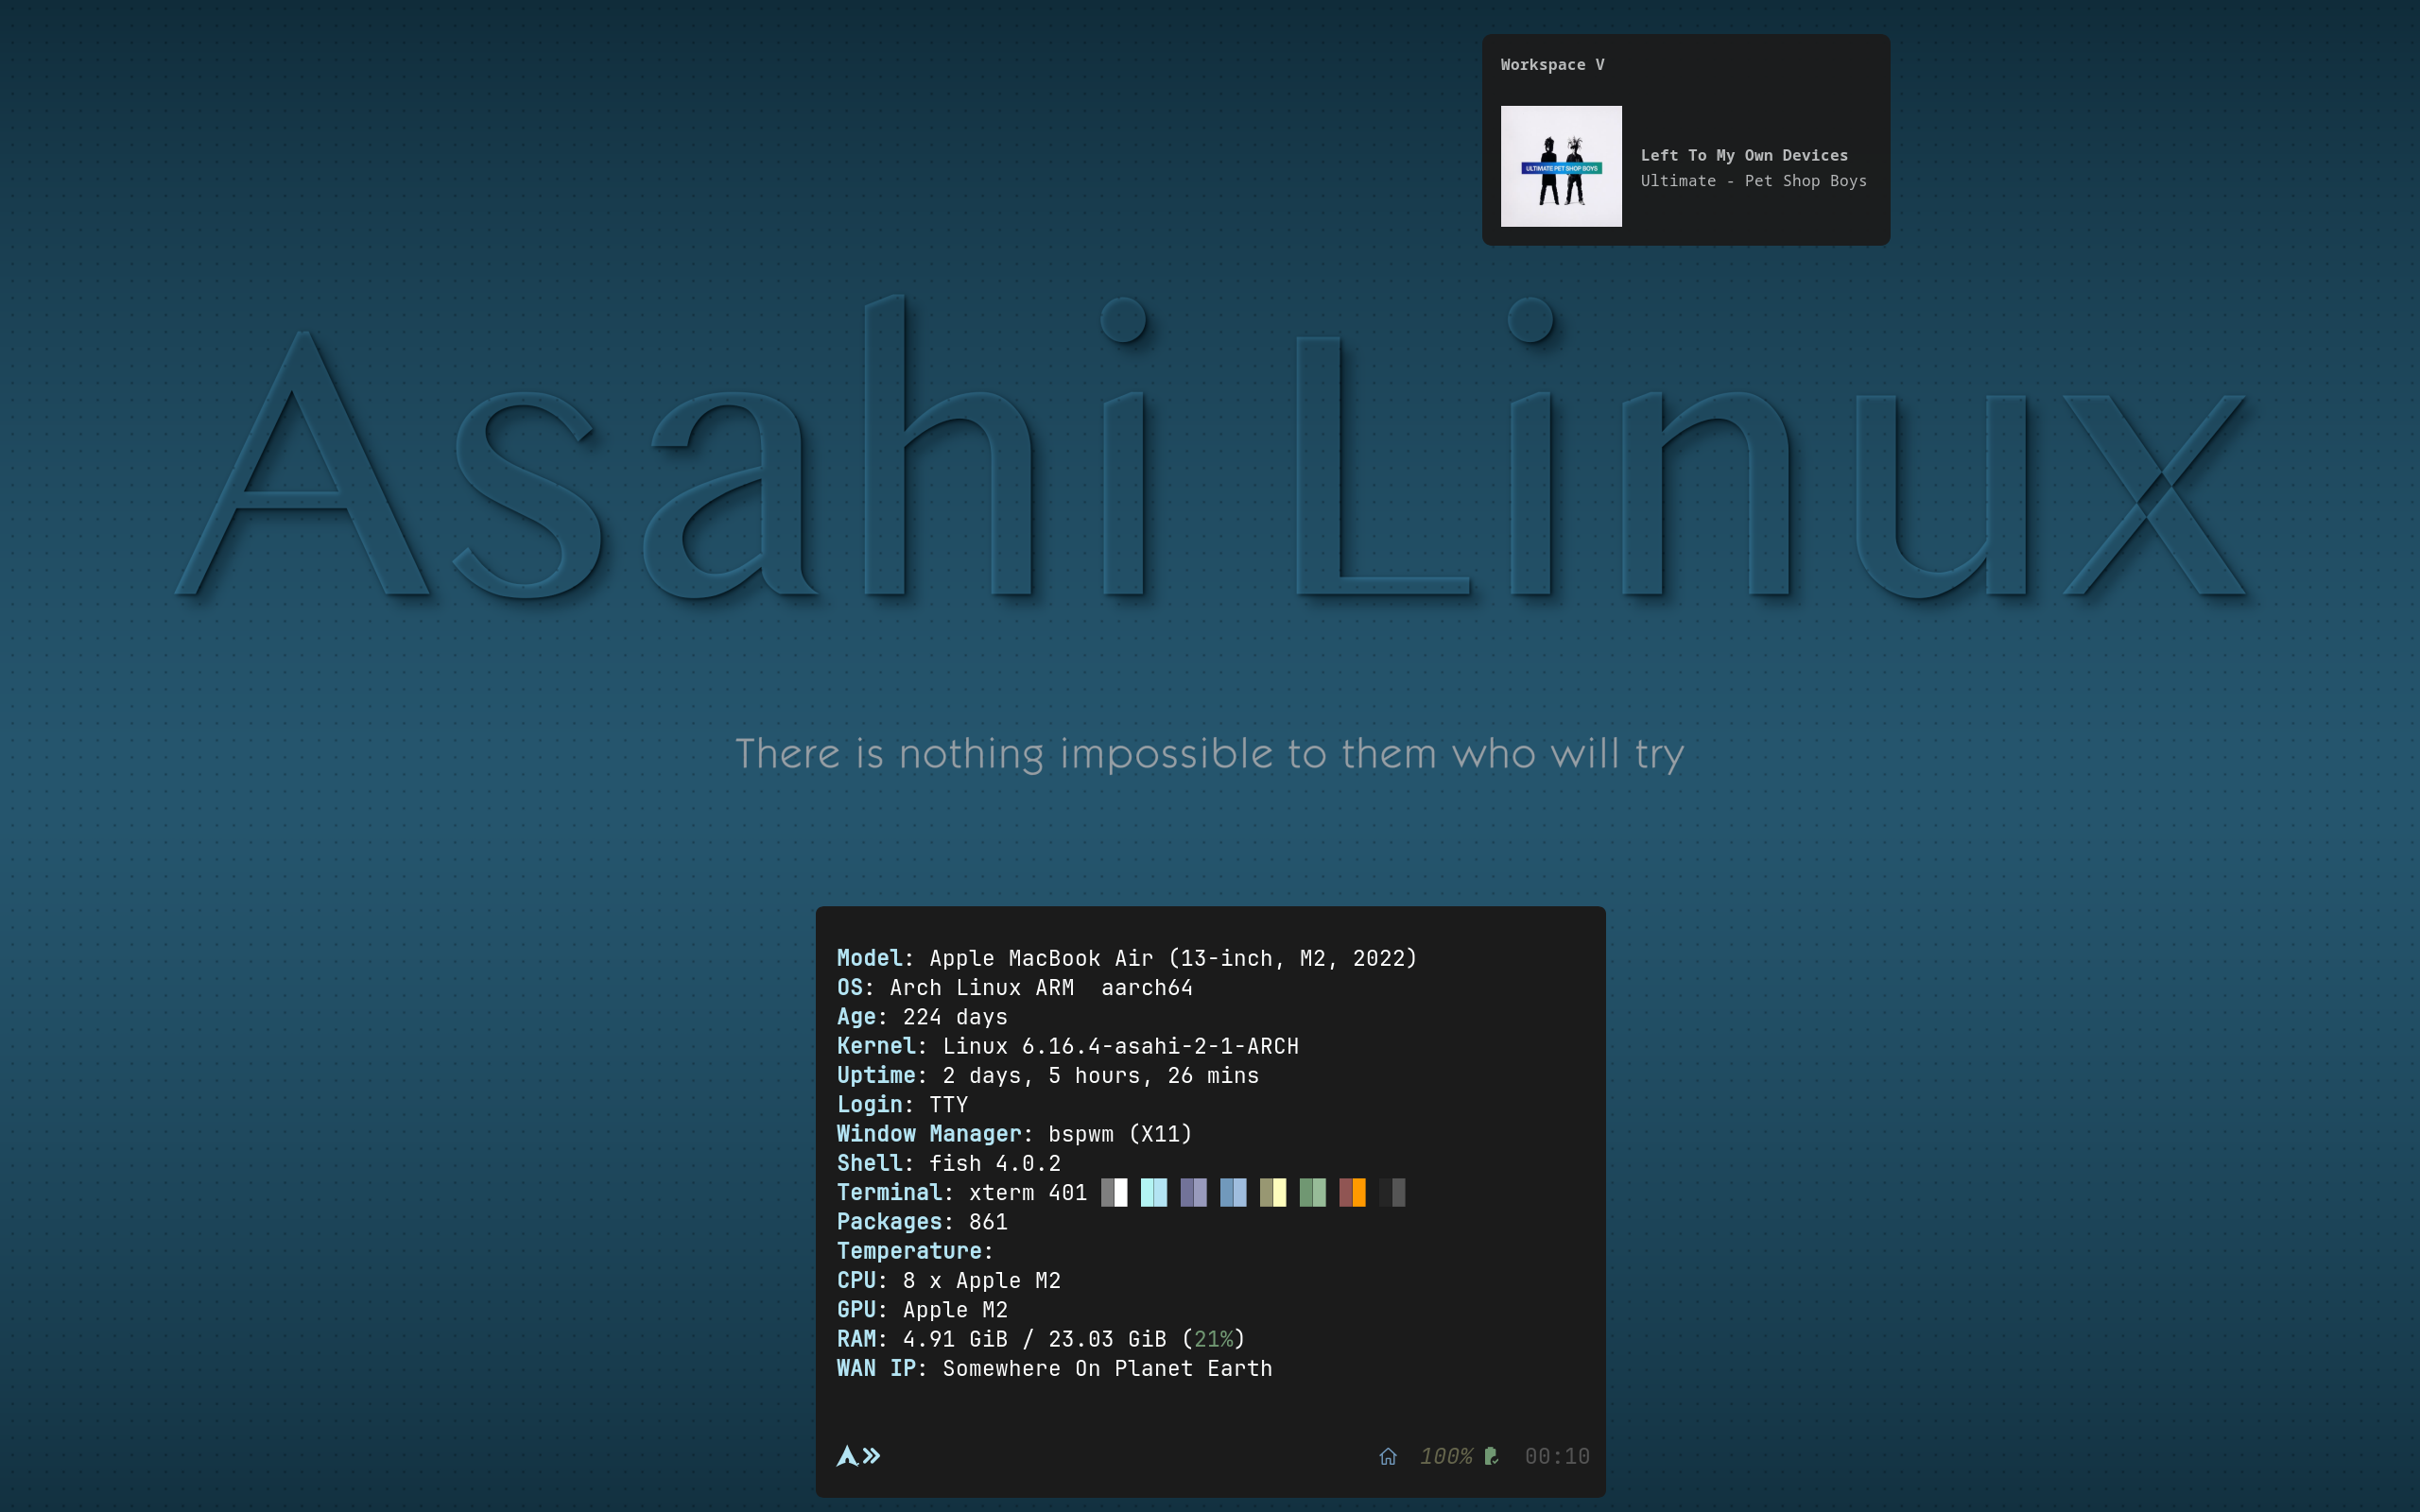 Workspace V
ULTIMATE PET SHOP BOYS
Left To My Own Devices
Ultimate - Pet Shop Boys
Asahi Linux
There is nothing impossible to them who will try
Model: Apple MacBook Air (13-inch, M2, 2022)
OS: Arch Linux ARM  aarch64
Age: 224 days
Kernel: Linux 6.16.4-asahi-2-1-ARCH
Uptime: 2 days, 5 hours, 26 mins
Login: TTY
Window Manager: bspwm (X11)
Shell: fish 4.0.2
Terminal: xterm 401
Packages: 861
Temperature:
CPU: 8 x Apple M2
GPU: Apple M2
RAM: 4.91 GiB / 23.03 GiB (21%)
WAN IP: Somewhere On Planet Earth
100% 00:10